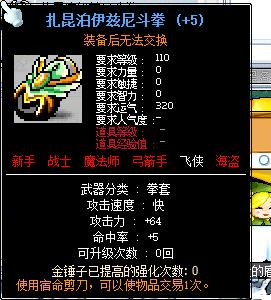 扎昆泊伊兹尼斗拳 (+5)
装备后无法交换
要求等级: 110
要求力量: 0
要求敏捷: 0
要求智力: 0
要求运气: 320
要求人气度: -
道具等级: -
道具经验值: -
新手 战士 魔法师 弓箭手 飞侠 海盗
武器分类 : 拳套
攻击速度 : 快
攻击力 : +64
命中率 : +5
可升级次数 : 0回
金锤子已提高的强化次数: 0
使用宿命剪刀，可以使物品交易1次。